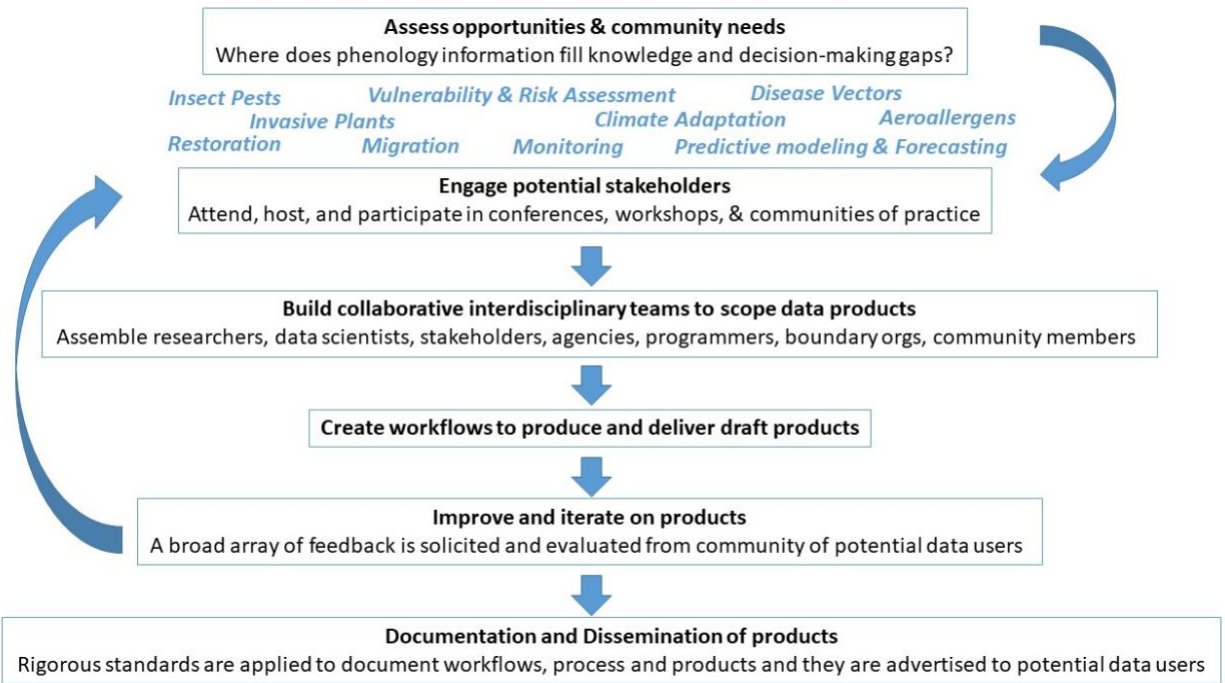 Assess opportunities & community needs
Where does phenology information fill knowledge and decision-making gaps?
Insect Pests Vulnerability & Risk Assessment Disease Vectors
Invasive Plants Climate Adaptation Aeroallergens
Restoration Migration Monitoring Predictive modeling & Forecasting
Engage potential stakeholders
Attend, host, and participate in conferences, workshops, & communities of practice
Build collaborative interdisciplinary teams to scope data products
Assemble researchers, data scientists, stakeholders, agencies, programmers, boundary orgs, community members
Create workflows to produce and deliver draft products
Improve and iterate on products
A broad array of feedback is solicited and evaluated from community of potential data users
Documentation and Dissemination of products
Rigorous standards are applied to document workflows, process and products and they are advertised to potential data users